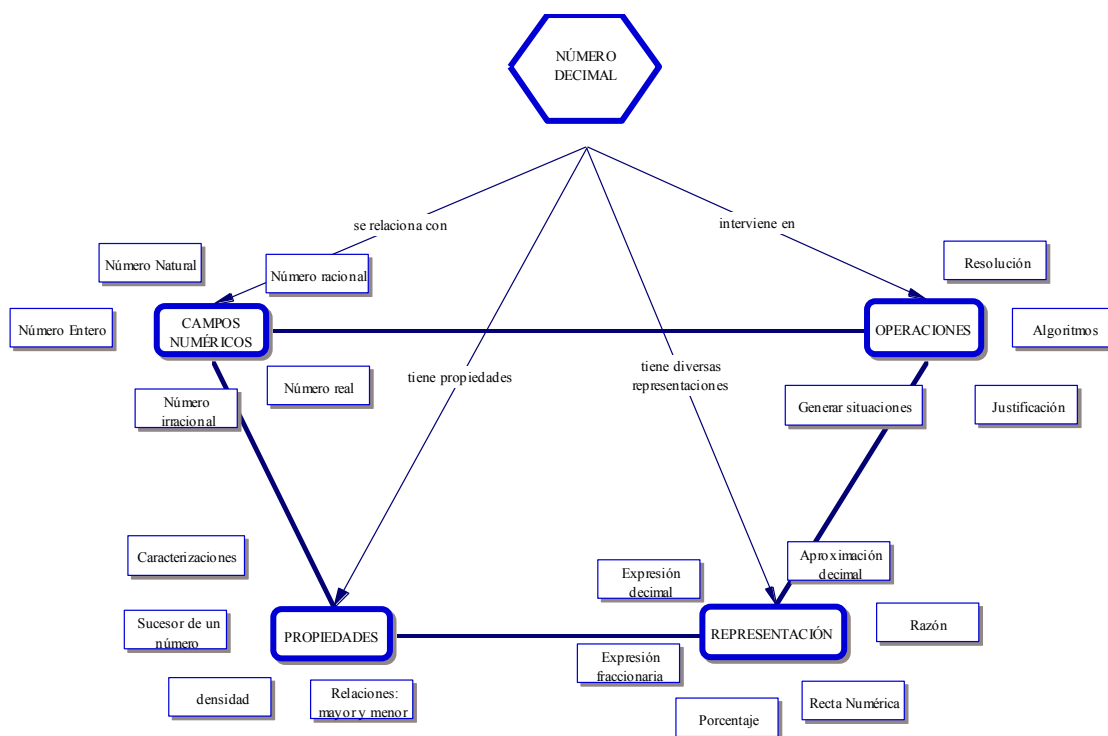 NÚMERO
DECIMAL
se relaciona con
interviene en
Número Natural
Número racional
Resolución
Número Entero
CAMPOS
NUMÉRICOS
OPERACIONES
Algoritmos
tiene propiedades
tiene diversas
representaciones
Número real
Número
irracional
Generar situaciones
Justificación
Caracterizaciones
Expresión
decimal
Aproximación
decimal
Sucesor de un
número
PROPIEDADES
REPRESENTACIÓN
Razón
Expresión
fraccionaria
densidad
Relaciones:
mayor y menor
Porcentaje
Recta Numérica